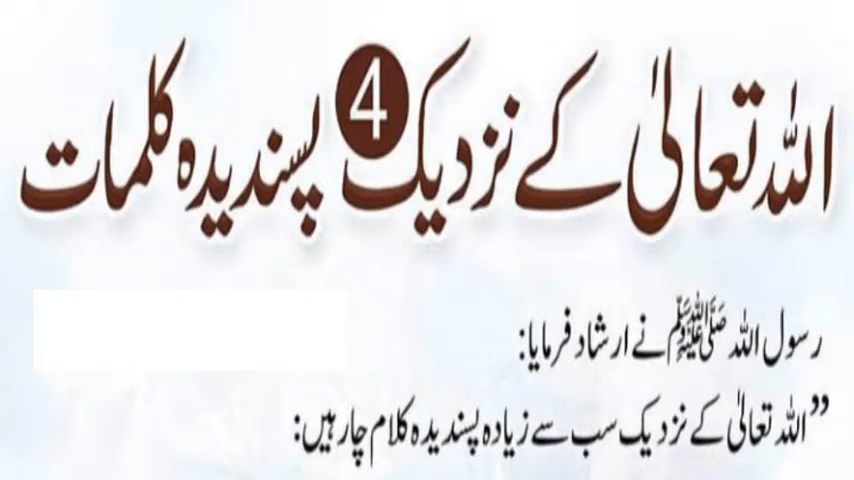 اللہ تعالیٰ کے نزدیک 4 پسندیدہ کلمات
رسول اللہ ﷺ نے ارشاد فرمایا:
”اللہ تعالیٰ کے نزدیک سب سے زیادہ پسندیدہ کلام چار ہیں: